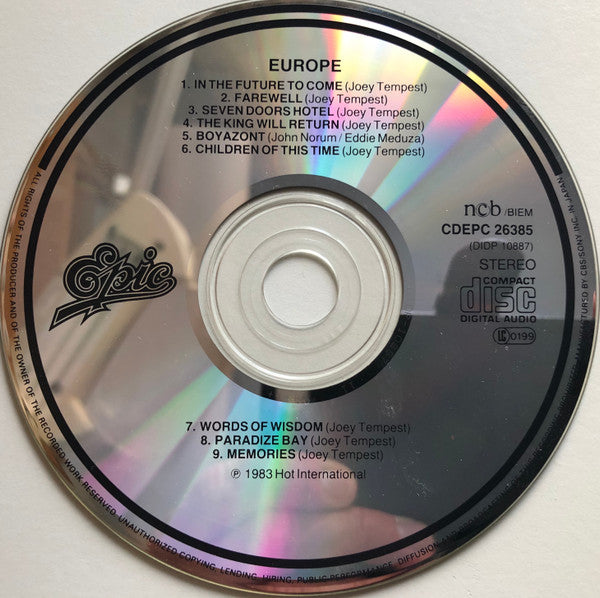 EUROPE
1. IN THE FUTURE TO COME (Joey Tempest)
2. FAREWELL (Joey Tempest)
3. SEVEN DOORS HOTEL (Joey Tempest)
4. THE KING WILL RETURN (Joey Tempest)
5. BOYAZONT (John Norum / Eddie Meduza)
6. CHILDREN OF THIS TIME (Joey Tempest)
Epic
ncb /BIEM
CDEPC 26385
(DIDP 10887)
STEREO
COMPACT
disc
DIGITAL AUDIO
LC 0199
7. WORDS OF WISDOM (Joey Tempest)
8. PARADIZE BAY (Joey Tempest)
9. MEMORIES (Joey Tempest)
℗ 1983 Hot International
ALL RIGHTS OF THE PRODUCER AND OF THE OWNER OF THE RECORDED WORK RESERVED. UNAUTHORIZED COPYING, LENDING, HIRING, PUBLIC PERFORMANCE, DIFFUSION
BY CBS/SONY INC. IN JAPAN